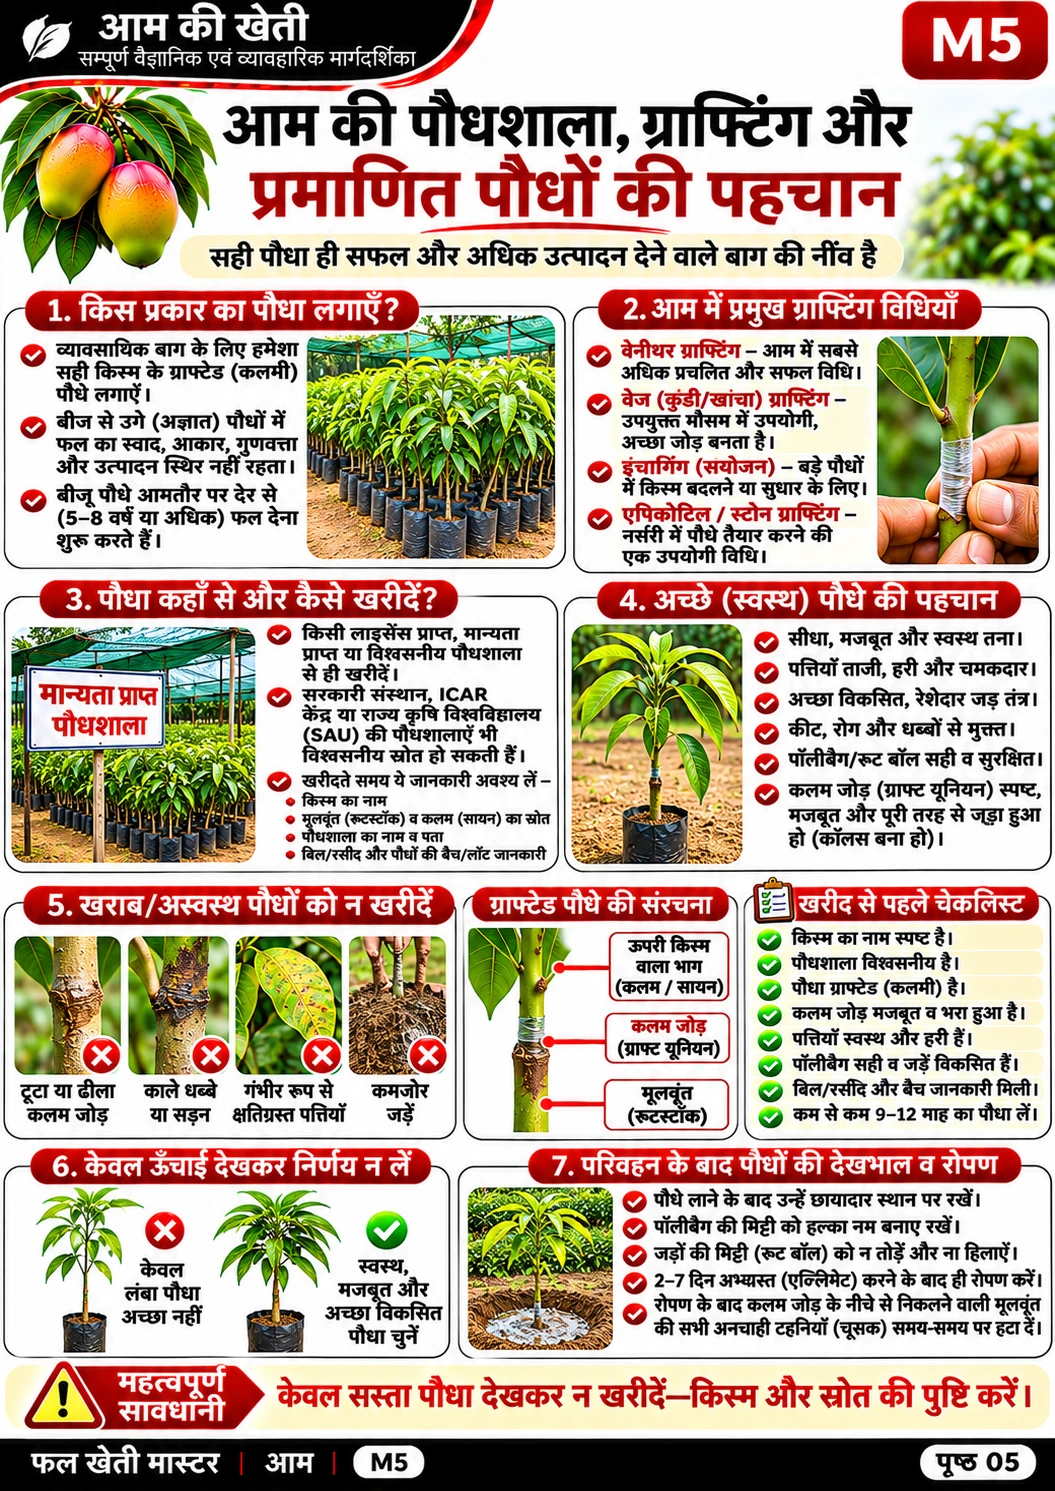 आम की खेती
सम्पूर्ण वैज्ञानिक एवं व्यावहारिक मार्गदर्शिका
M5
आम की पौधशाला, ग्राफ्टिंग और
प्रमाणित पौधों की पहचान
सही पौधा ही सफल और अधिक उत्पादन देने वाले बाग की नींव है
1. किस प्रकार का पौधा लगाएँ?
व्यावसायिक बाग के लिए हमेशा
सही किस्म के ग्राफ्टेड (कलमी)
पौधे लगाऐं।
बीज से उगे (अज्ञात) पौधों में
फल का स्वाद, आकार, गुणवत्ता
और उत्पादन स्थिर नहीं रहता।
बीजू पौधे आमतौर पर देर से
(5–8 वर्ष या अधिक) फल देना
शुरू करते हैं।
2. आम में प्रमुख ग्राफ्टिंग विधियाँ
वेनीथर ग्राफ्टिंग – आम में सबसे
अधिक प्रचलित और सफल विधि।
वेज (कुंडी/खांचा) ग्राफ्टिंग –
उपयुक्त मौसम में उपयोगी,
अच्छा जोड़ बनता है।
इंचार्गिंग (संयोजन) – बड़े पौधों
में किस्म बदलने या सुधार के लिए।
एपिकोटिल / स्टोन ग्राफ्टिंग –
नर्सरी में पौधे तैयार करने की
एक उपयोगी विधि।
3. पौधा कहाँ से और कैसे खरीदें?
मान्यता प्राप्त
पौधशाला
किसी लाइसेंस प्राप्त, मान्यता
प्राप्त या विश्वसनीय पौधशाला
से ही खरीदें।
सरकारी संस्थान, ICAR
केंद्र या राज्य कृषि
(SAU) की पौधशालाऐं भी
विश्वसनीय स्रोत हो सकती हैं।
खरीदते समय ये जानकारी अवश्य लें –
किस्म का नाम
मूलवृंत (रूटस्टॉक) व कलम (सायन) का स्रोत
पौधशाला का नाम व पता
बिल/रसीद और पौधों की बैच/लॉट जानकारी
4. अच्छे (स्वस्थ) पौधे की पहचान
सीधा, मजबूत और स्वस्थ तना।
पत्तियाँ ताजी, हरी और चमकदार।
अच्छा विकसित, रेशेदार जड़ तंत्र।
कीट, रोग और धब्बों से मुक्त।
पॉलीबैग/रूट बॉल सही व सुरक्षित।
कलम जोड़ (ग्राफ्ट यूनियन) स्पष्ट,
मजबूत और पूरी तरह से जुड़ा हुआ
हो (कॉलस बना हो)।
5. खराब/अस्वस्थ पौधों को न खरीदें
टूटा या ढीला
कलम जोड़
काले धब्बे
या सड़न
गंभीर रूप से
क्षतिग्रस्त पत्तियाँ
कमजोर
जड़ें
ग्राफ्टेड पौधे की संरचना
ऊपरी किस्म
वाला भाग
(कलम / सायन)
कलम जोड़
(ग्राफ्ट यूनियन)
मूलवृंत
(रूटस्टॉक)
खरीद से पहले चेकलिस्ट
किस्म का नाम स्पष्ट है।
पौधशाला विश्वसनीय है।
पौधा ग्राफ्टेड (कलमी) है।
कलम जोड़ मजबूत व भरा हुआ है।
पत्तियाँ स्वस्थ और हरी हैं।
पॉलीबैग सही व जड़ें विकसित हैं।
बिल/रसीद और बैच जानकारी मिली।
कम से कम 9–12 माह का पौधा लें।
6. केवल ऊँचाई देखकर निर्णय न लें
केवल
लंबा पौधा
अच्छा नहीं
स्वस्थ,
मजबूत और
अच्छा विकसित
पौधा चुनें
7. परिवहन के बाद पौधों की देखभाल व रोपण
पौधे लाने के बाद उन्हें छायादार स्थान पर रखें।
पॉलीबैग की मिट्टी को हल्का नम बनाए रखें।
जड़ों की मिट्टी (रूट बॉल) को न तोड़ें और ना हिलाऐं।
2–7 दिन अभ्यस्त करने के बाद ही रोपण करें।
रोपण के बाद कलम जोड़ के नीचे से निकलने वाली मूलवृंत
की सभी अनचाही टहनियाँ (चूसक) समय-समय पर हटा दें।
महत्वपूर्ण
सावधानी
केवल सस्ता पौधा देखकर न खरीदें—किस्म और स्रोत की पुष्टि करें।
फल खेती मास्टर | आम | M5
पृष्ठ 05